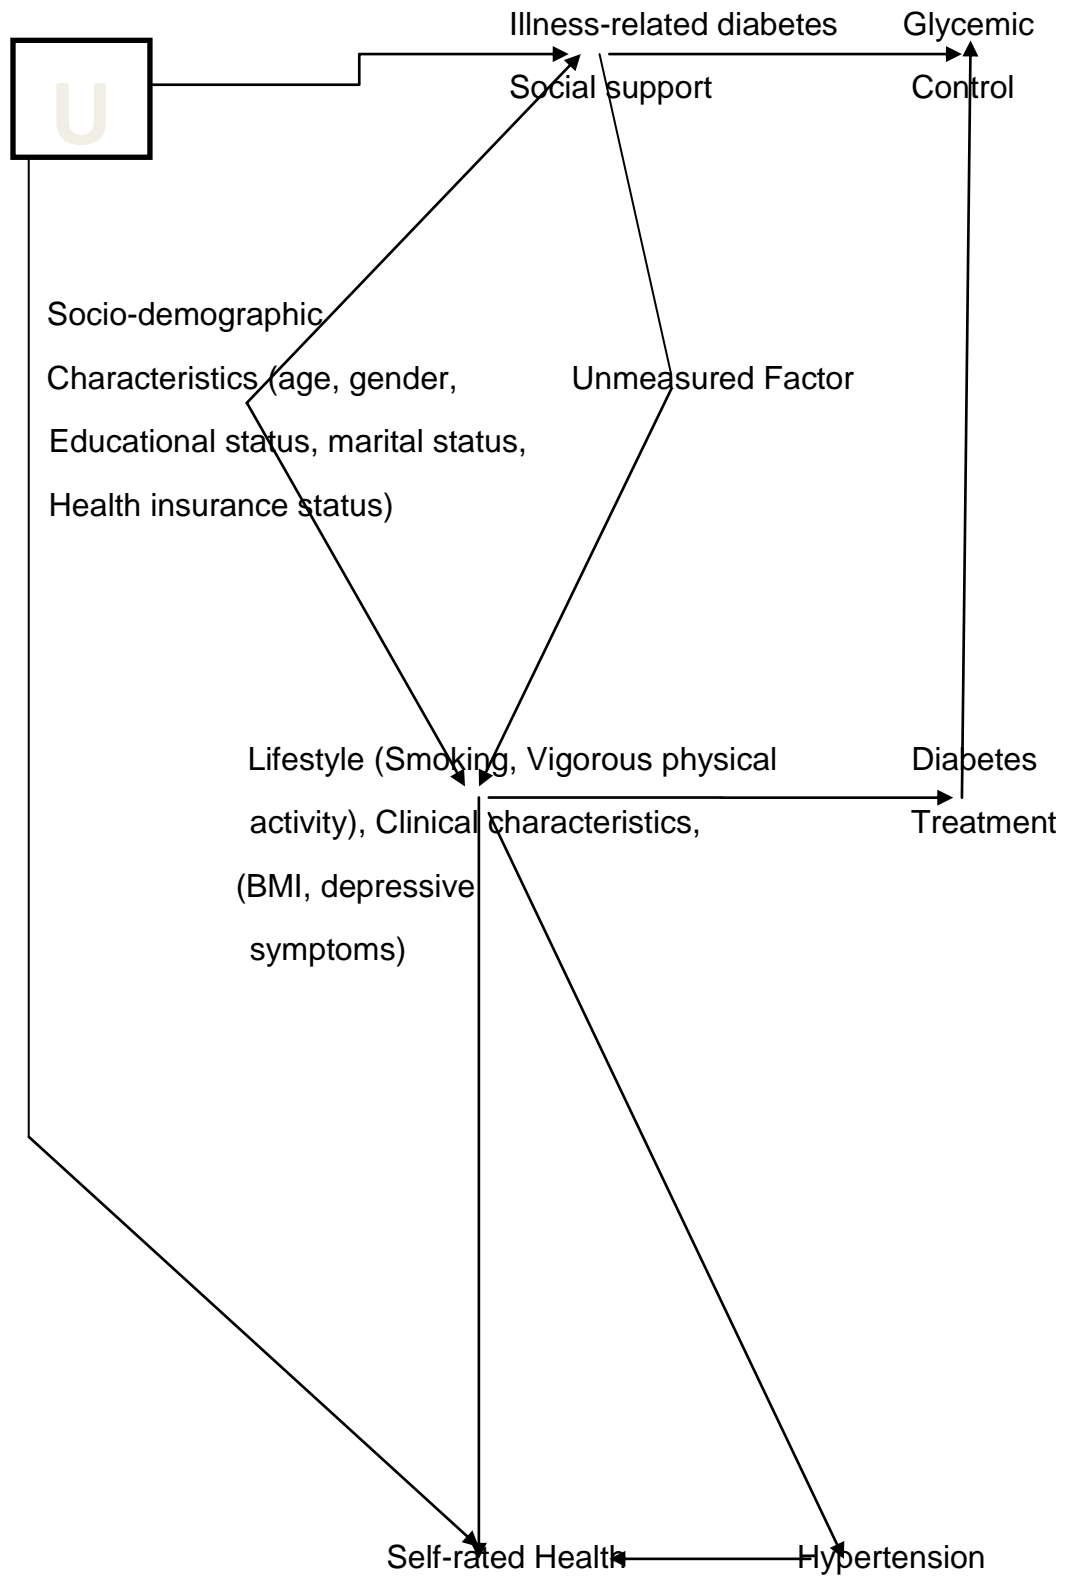 Illness-related diabetes
Glycemic
U
Social support
Control
Socio-demographic
Characteristics (age, gender,
Unmeasured Factor
Educational status, marital status,
Health insurance status)
Lifestyle (Smoking, Vigorous physical
Diabetes
activity), Clinical characteristics,
Treatment
(BMI, depressive
symptoms)
Self-rated Health
Hypertension